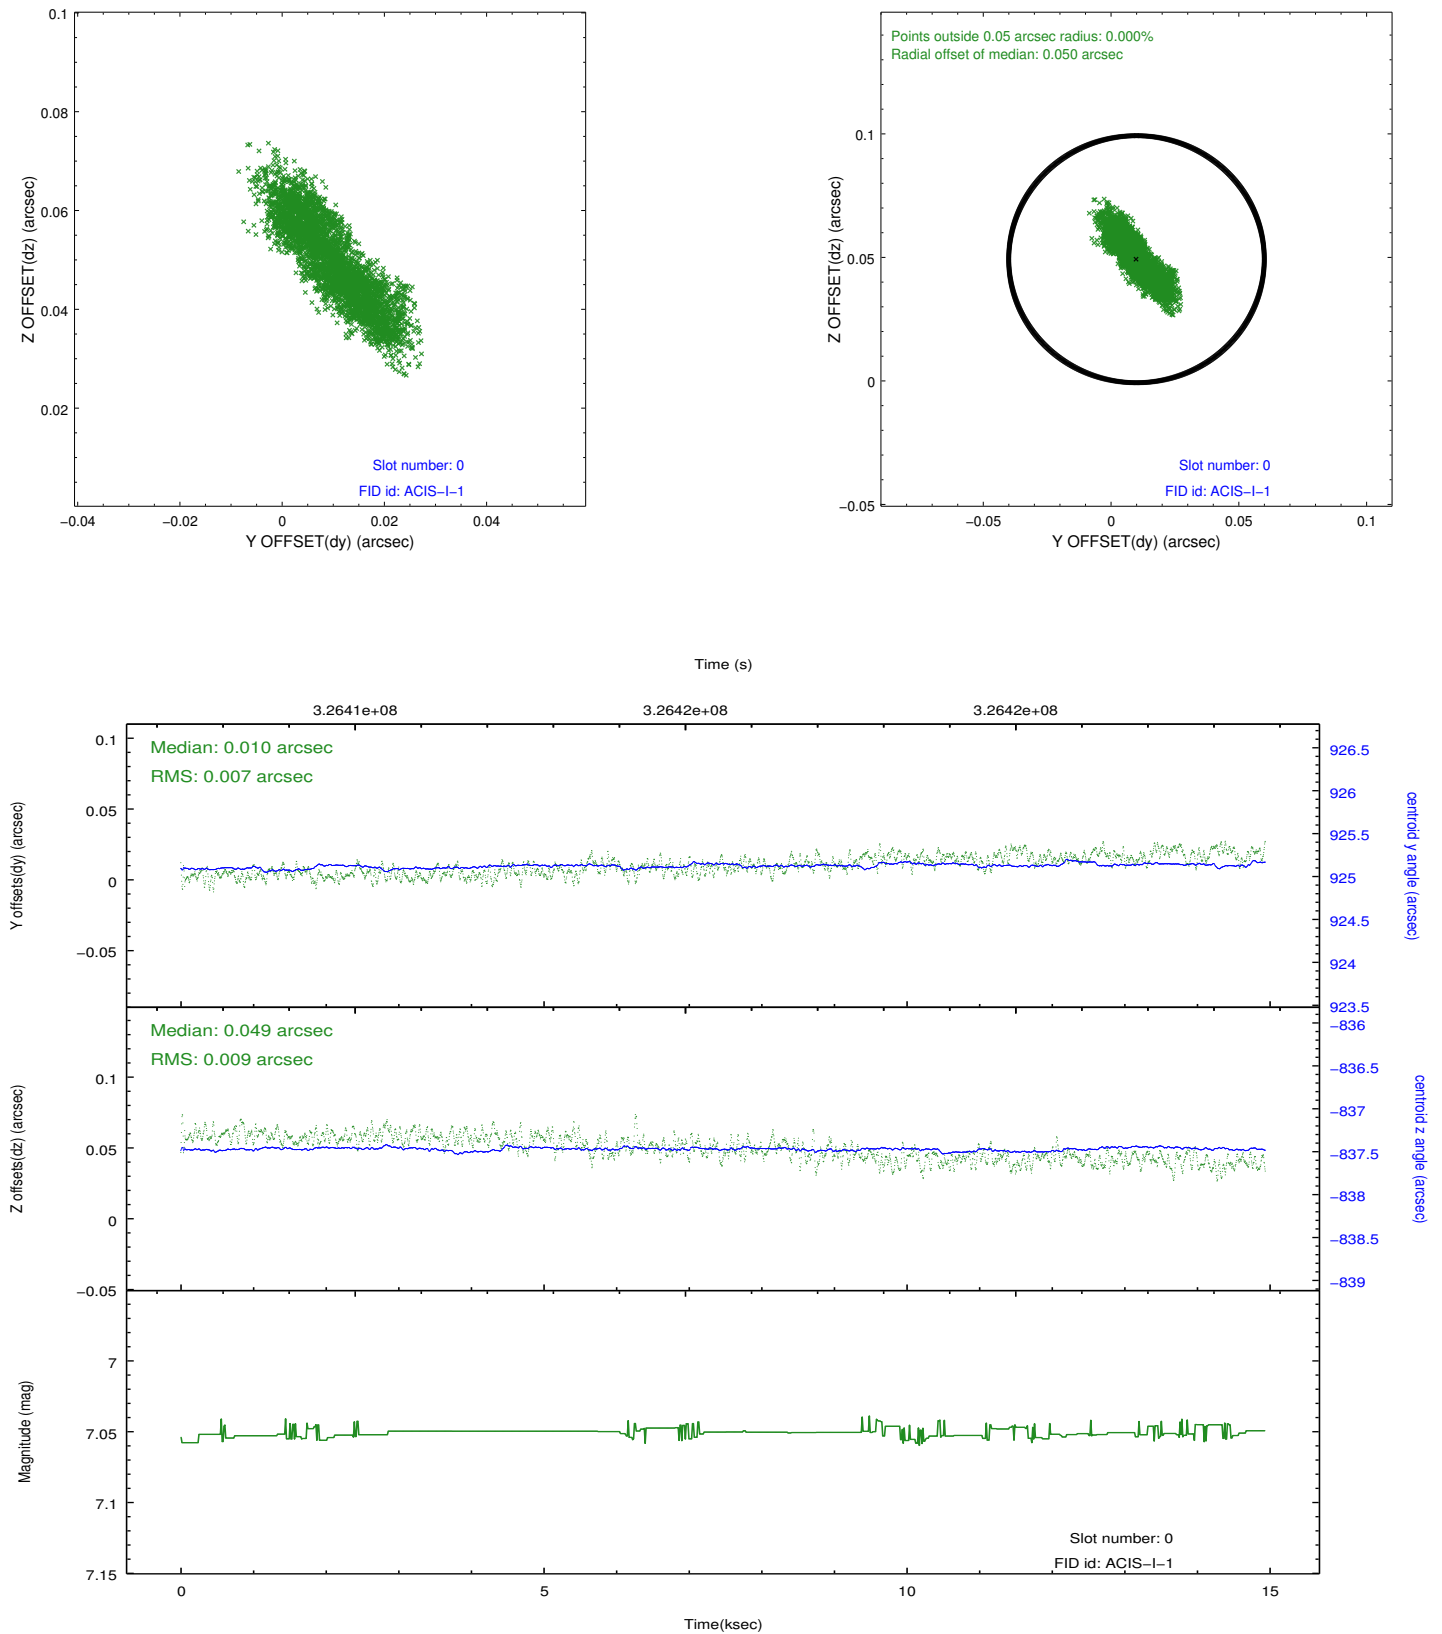 0.1
0.08
0.06
0.04
0.02
−0.04
−0.02
0
0.02
0.04
Z OFFSET(dz) (arcsec)
Y OFFSET(dy) (arcsec)
Slot number: 0
FID id: ACIS−I−1
Points outside 0.05 arcsec radius: 0.000%
Radial offset of median: 0.050 arcsec
0.1
0.05
0
−0.05
−0.05
0
0.05
0.1
Z OFFSET(dz) (arcsec)
Y OFFSET(dy) (arcsec)
Slot number: 0
FID id: ACIS−I−1
Time (s)
3.2641e+08
3.2642e+08
3.2642e+08
Median: 0.010 arcsec
RMS: 0.007 arcsec
0.1
0.05
0
−0.05
Y offsets(dy) (arcsec)
926.5
926
925.5
925
924.5
924
923.5
centroid y angle (arcsec)
Median: 0.049 arcsec
RMS: 0.009 arcsec
0.1
0.05
0
−0.05
Z offsets(dz) (arcsec)
−836
−836.5
−837
−837.5
−838
−838.5
−839
centroid z angle (arcsec)
7
7.05
7.1
7.15
Magnitude (mag)
Slot number: 0
FID id: ACIS−I−1
0
5
10
15
Time(ksec)